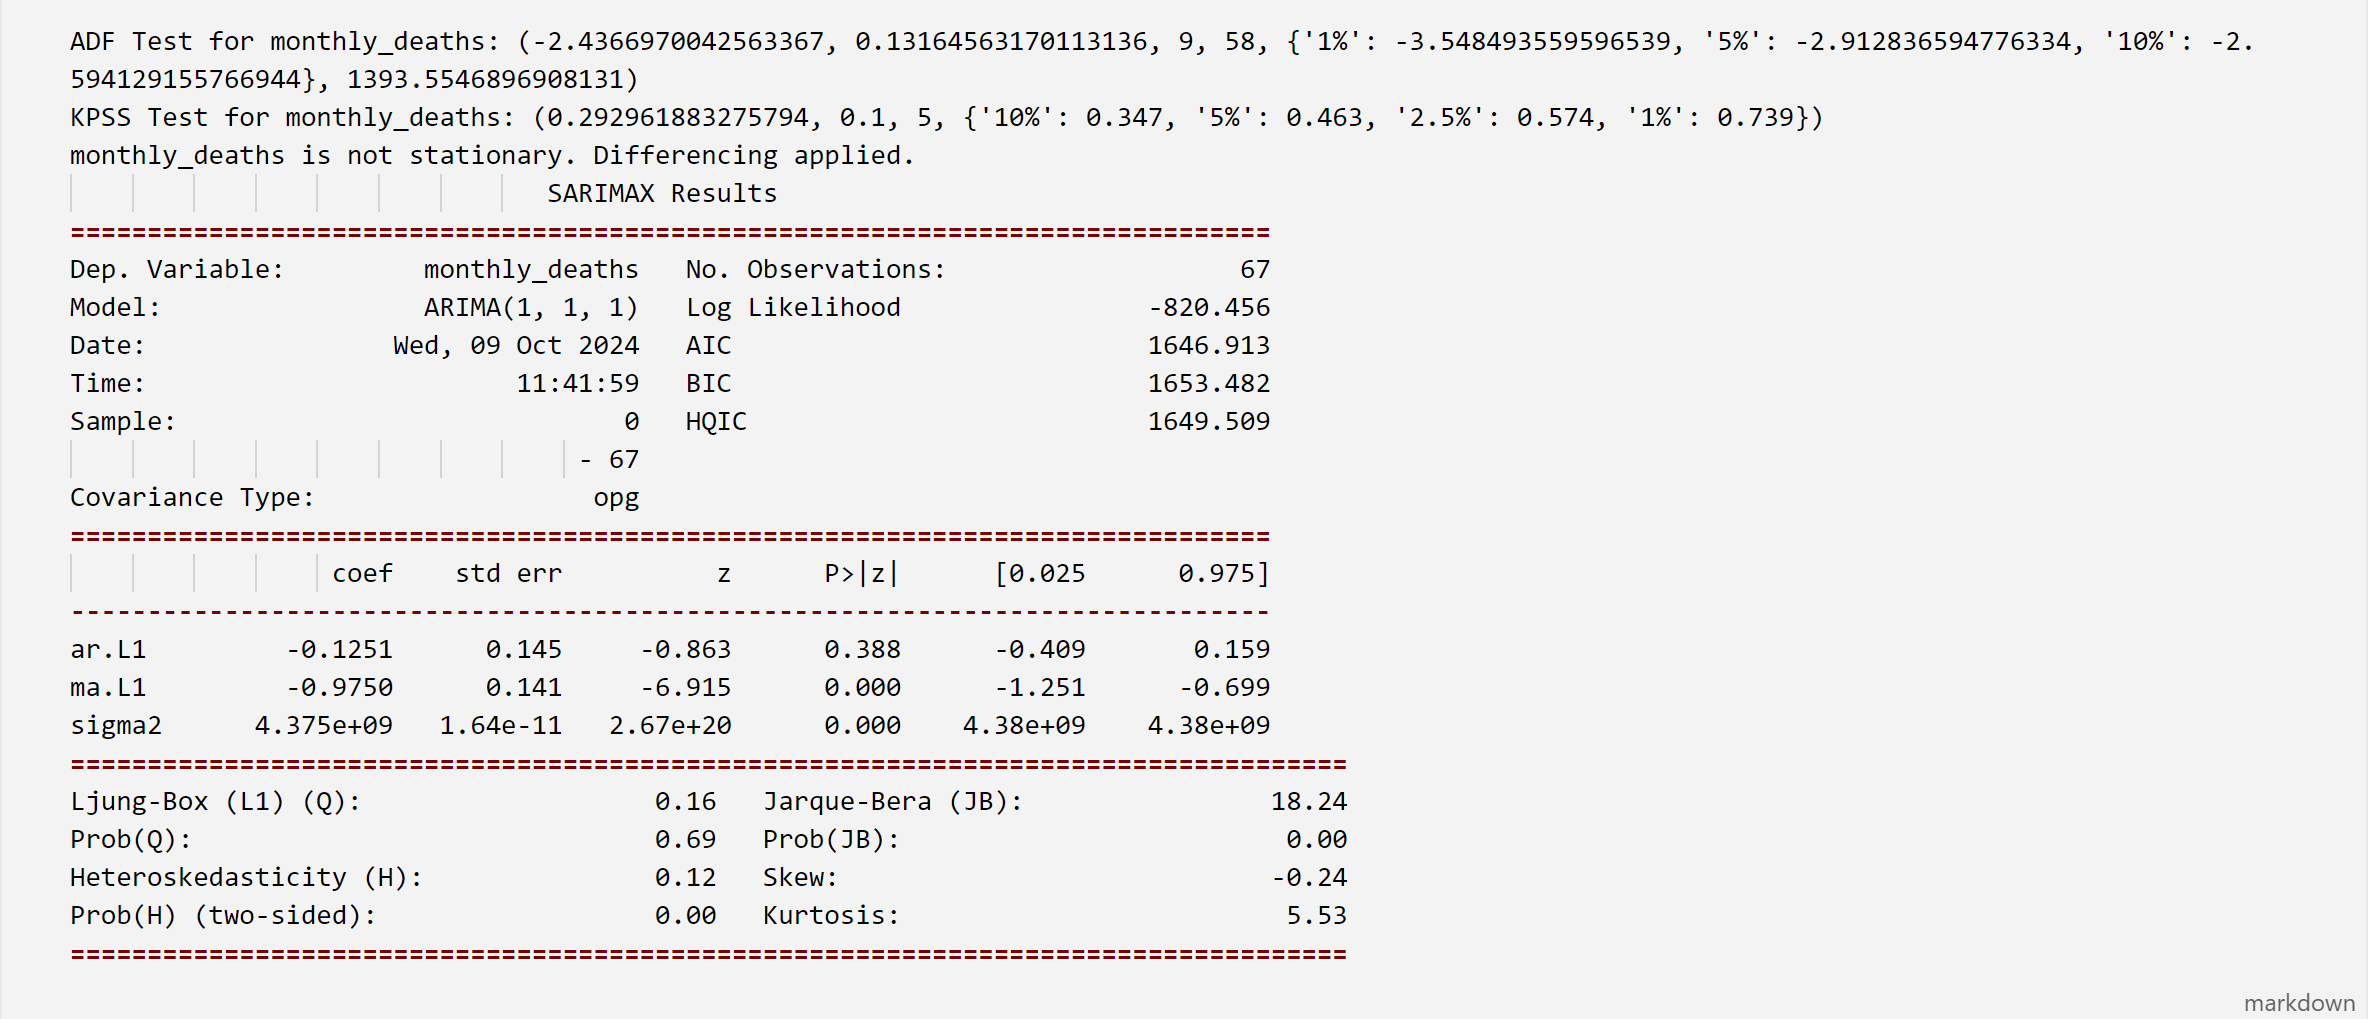 ADF Test for monthly_deaths: (-2.4366970042563367, 0.13164563170113136, 9, 58, {'1%': -3.548493559596539, '5%': -2.912836594776334, '10%': -2.
594129155766944}, 1393.5546896908131)
KPSS Test for monthly_deaths: (0.292961883275794, 0.1, 5, {'10%': 0.347, '5%': 0.463, '2.5%': 0.574, '1%': 0.739})
monthly_deaths is not stationary. Differencing applied.
                               SARIMAX Results
==============================================================================
Dep. Variable:         monthly_deaths   No. Observations:                   67
Model:                 ARIMA(1, 1, 1)   Log Likelihood                -820.456
Date:                Wed, 09 Oct 2024   AIC                           1646.913
Time:                        11:41:59   BIC                           1653.482
Sample:                             0   HQIC                          1649.509
                                 - 67
Covariance Type:                  opg
==============================================================================
                 coef    std err          z      P>|z|      [0.025      0.975]
------------------------------------------------------------------------------
ar.L1         -0.1251      0.145     -0.863      0.388      -0.409       0.159
ma.L1         -0.9750      0.141     -6.915      0.000      -1.251      -0.699
sigma2      4.375e+09   1.64e-11   2.67e+20      0.000    4.38e+09    4.38e+09
===================================================================================
Ljung-Box (L1) (Q):                   0.16   Jarque-Bera (JB):                18.24
Prob(Q):                              0.69   Prob(JB):                         0.00
Heteroskedasticity (H):               0.12   Skew:                            -0.24
Prob(H) (two-sided):                  0.00   Kurtosis:                         5.53
===================================================================================
markdown